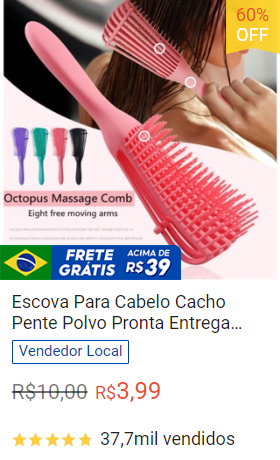 60%
OFF
Octopus Massage Comb
Eight free moving arms
FRETE
GRÁTIS
ACIMA DE
R$39
Escova Para Cabelo Cacho
Pente Polvo Pronta Entrega...
Vendedor Local
R$10,00 R$3,99
37,7mil vendidos